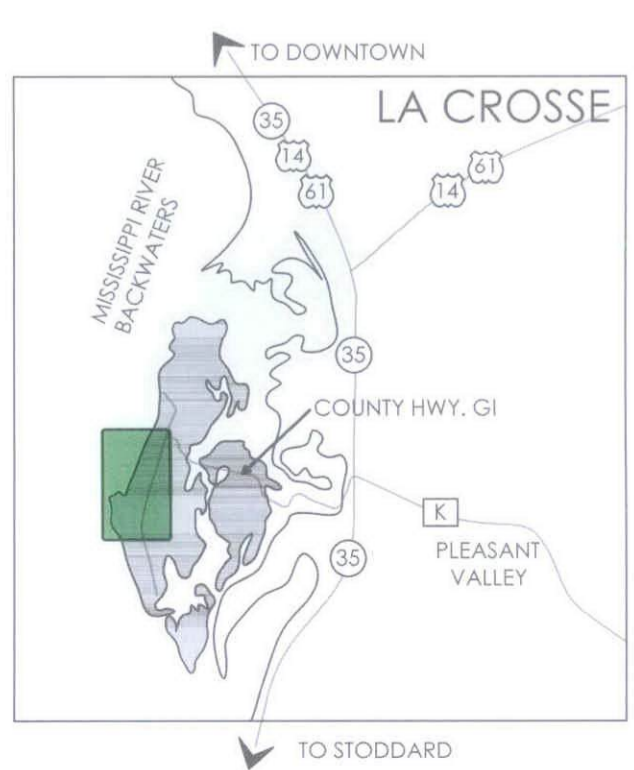 TO DOWNTOWN
LA CROSSE
35
14
61
61
14
MISSISSIPPI RIVER
BACKWATERS
35
COUNTY HWY. GI
K
PLEASANT
VALLEY
35
TO STODDARD